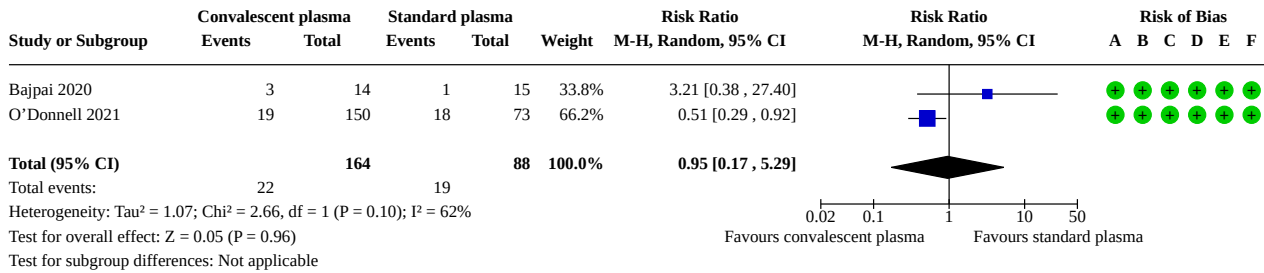 Convalescent plasma Standard plasma Risk Ratio Risk Ratio Risk of Bias
Study or Subgroup Events Total Events Total Weight M-H, Random, 95% CI M-H, Random, 95% CI A B C D E F
Bajpai 2020 3 14 1 15 33.8% 3.21 [0.38 , 27.40] + + + + + +
O'Donnell 2021 19 150 18 73 66.2% 0.51 [0.29 , 0.92] + + + + + +
Total (95% CI) 164 88 100.0% 0.95 [0.17 , 5.29]
Total events: 22 19
Heterogeneity: Tau² = 1.07; Chi² = 2.66, df = 1 (P = 0.10); I² = 62%
0.02 0.1 1 10 50
Test for overall effect: Z = 0.05 (P = 0.96) Favours convalescent plasma Favours standard plasma
Test for subgroup differences: Not applicable